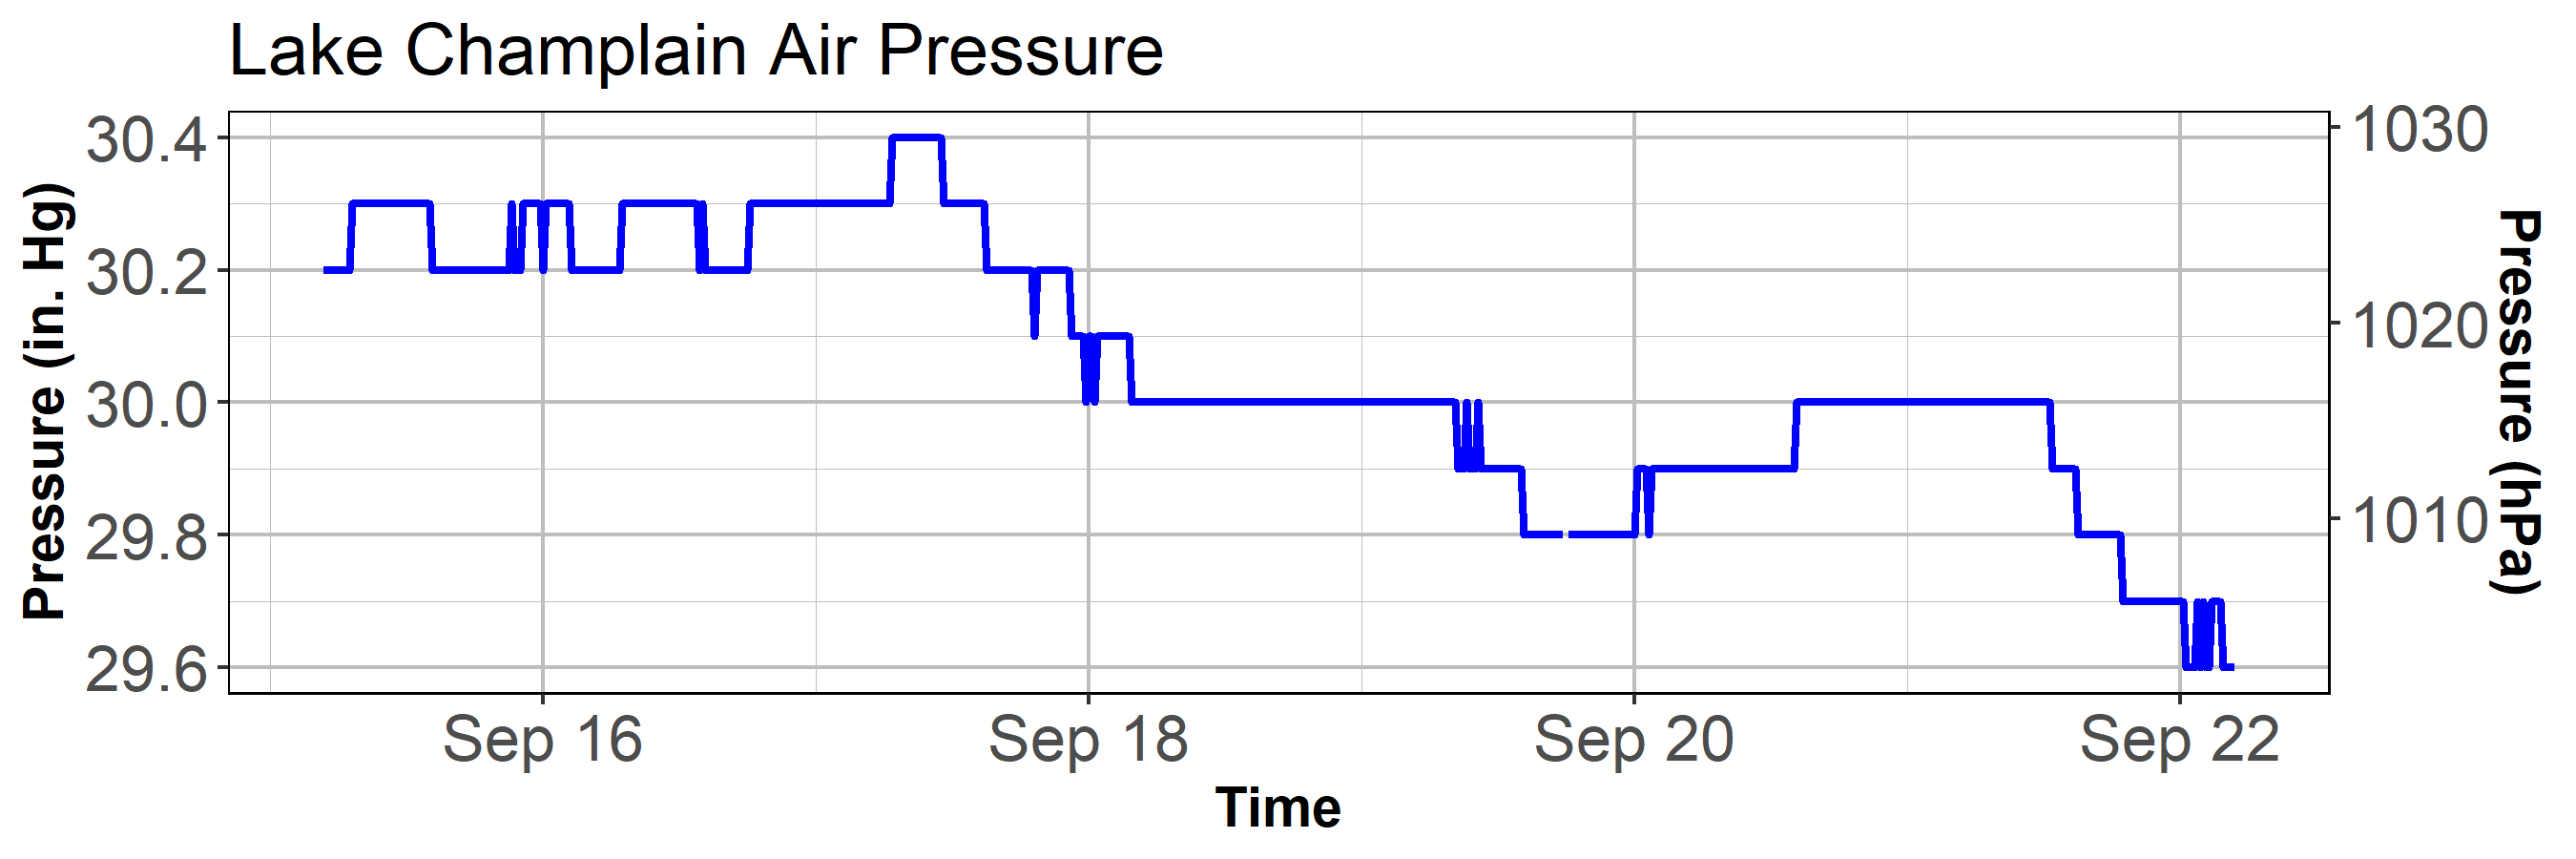 Lake Champlain Air Pressure
30.4
30.2
30.0
29.8
29.6
Pressure (in. Hg)
1030
1020
1010
Pressure (hPa)
Sep 16
Sep 18
Sep 20
Sep 22
Time